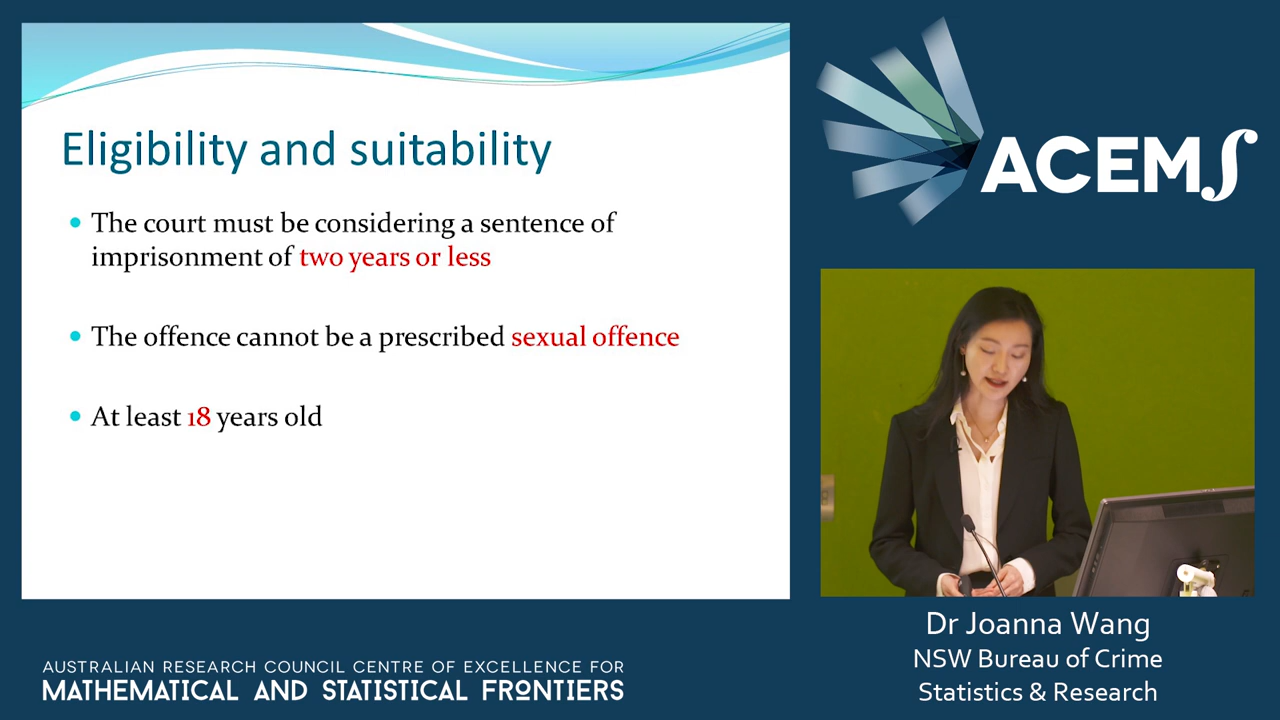 Eligibility and suitability
• The court must be considering a sentence of
imprisonment of two years or less
• The offence cannot be a prescribed sexual offence
• At least 18 years old
ACEMS
Dr Joanna Wang
NSW Bureau of Crime
Statistics & Research
AUSTRALIAN RESEARCH COUNCIL CENTRE OF EXCELLENCE FOR
MATHEMATICAL AND STATISTICAL FRONTIERS